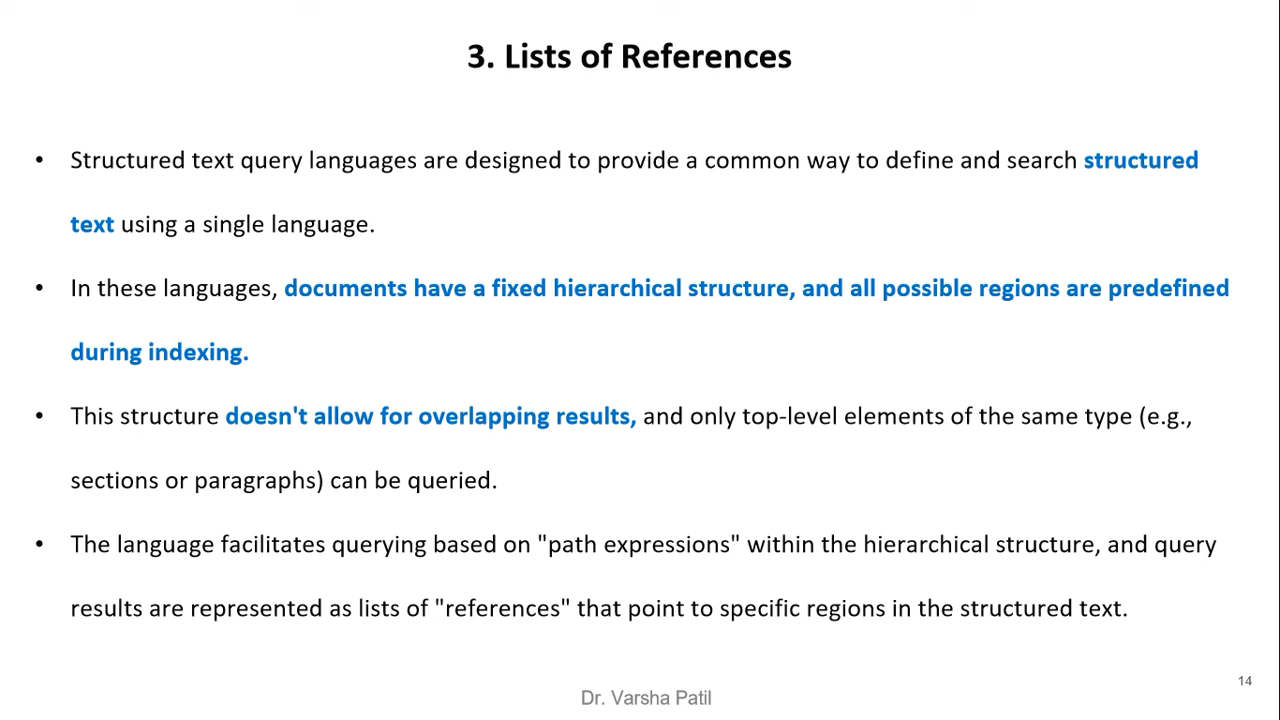 3. Lists of References
• Structured text query languages are designed to provide a common way to define and search structured
text using a single language.
• In these languages, documents have a fixed hierarchical structure, and all possible regions are predefined
during indexing.
• This structure doesn't allow for overlapping results, and only top-level elements of the same type (e.g.,
sections or paragraphs) can be queried.
• The language facilitates querying based on "path expressions" within the hierarchical structure, and query
results are represented as lists of "references" that point to specific regions in the structured text.
14
Dr. Varsha Patil